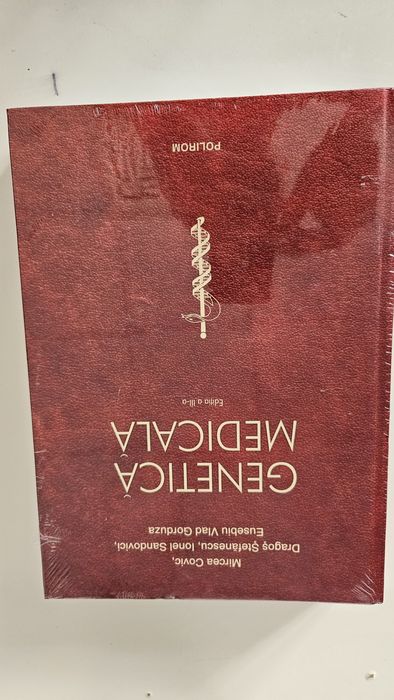 Mircea Covic,
Dragoș Ștefănescu, Ionel Sandovici,
Eusebiu Vlad Gorduza
GENETICĂ
MEDICALĂ
Ediția a III-a
POLIROM